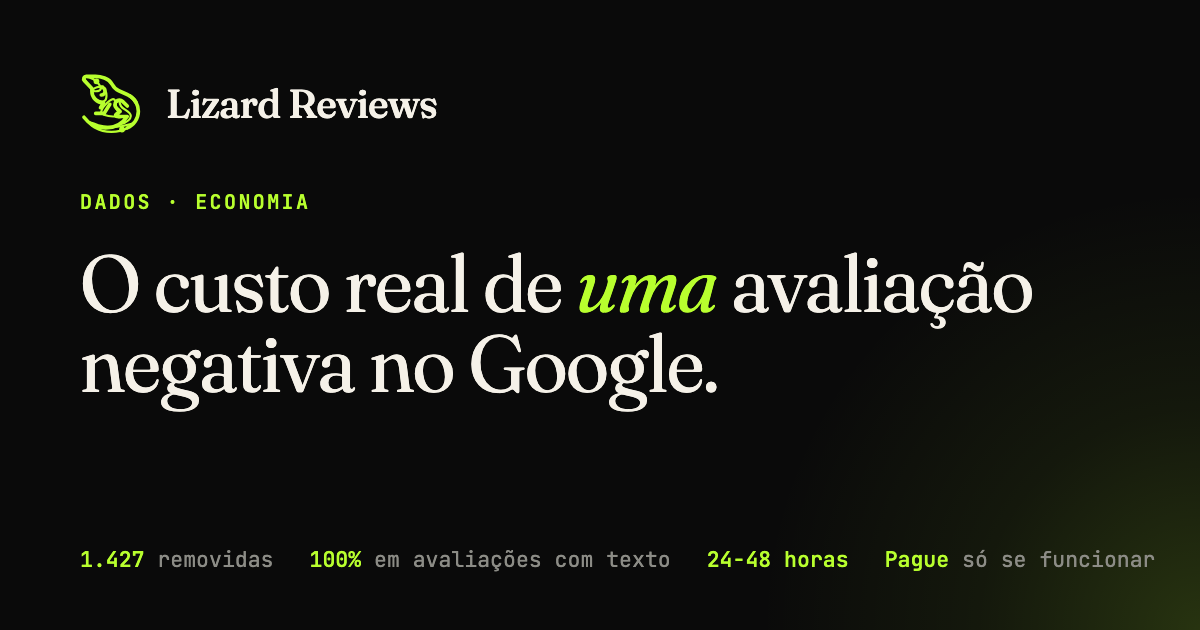 Lizard Reviews
DADOS · ECONOMIA
O custo real de uma avaliação
negativa no Google.
1.427 removidas 100% em avaliações com texto 24-48 horas Pague só se funcionar